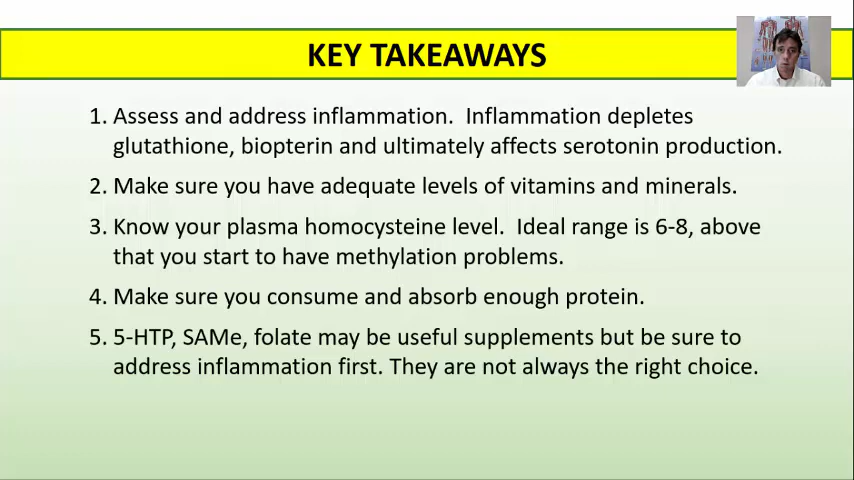 KEY TAKEAWAYS
1. Assess and address inflammation.  Inflammation depletes
glutathione, biopterin and ultimately affects serotonin production.
2. Make sure you have adequate levels of vitamins and minerals.
3. Know your plasma homocysteine level.  Ideal range is 6-8, above
that you start to have methylation problems.
4. Make sure you consume and absorb enough protein.
5. 5-HTP, SAMe, folate may be useful supplements but be sure to
address inflammation first. They are not always the right choice.